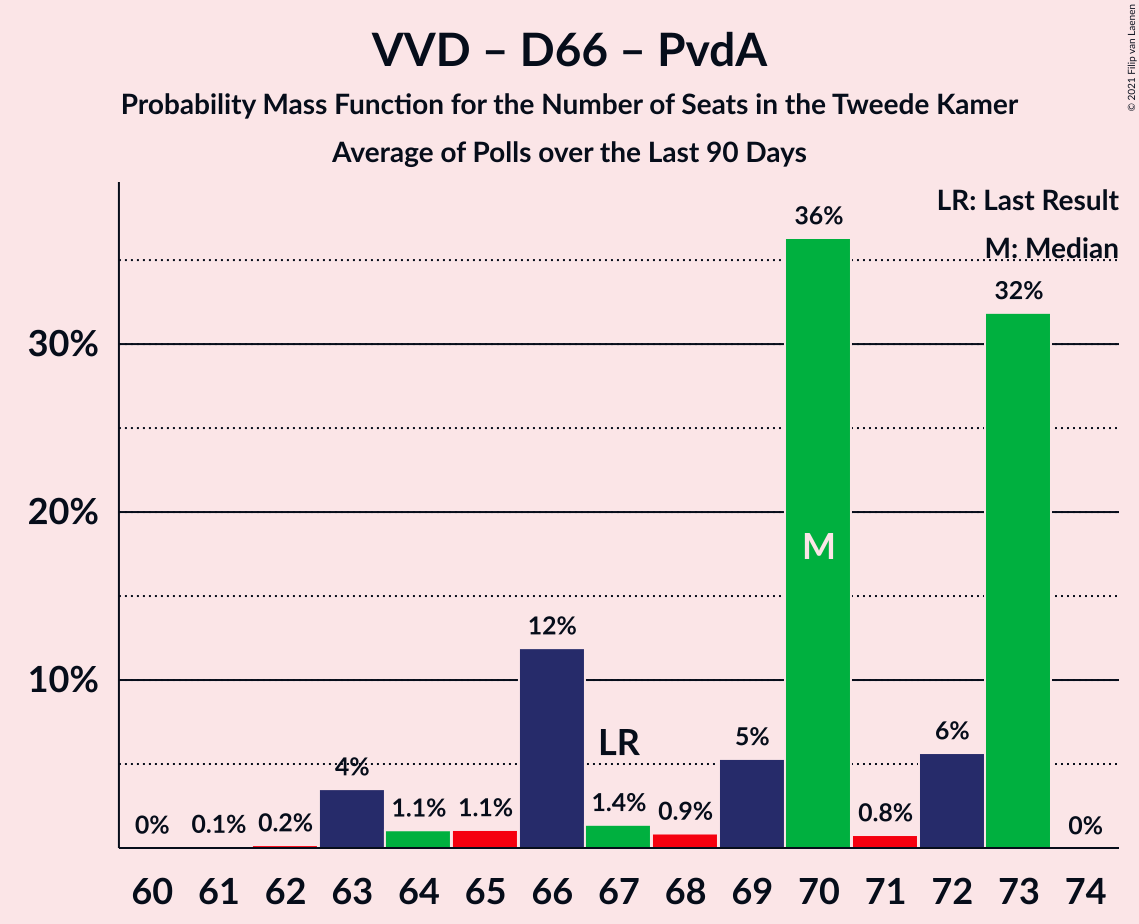 VVD – D66 – PvdA
Probability Mass Function for the Number of Seats in the Tweede Kamer
Average of Polls over the Last 90 Days
© 2021 Filip van Laenen
LR: Last Result
M: Median
30%
20%
10%
0%
0.1%
0.2%
4%
1.1%
1.1%
12%
1.4%
0.9%
5%
36%
0.8%
6%
32%
0%
LR
M
60 61 62 63 64 65 66 67 68 69 70 71 72 73 74